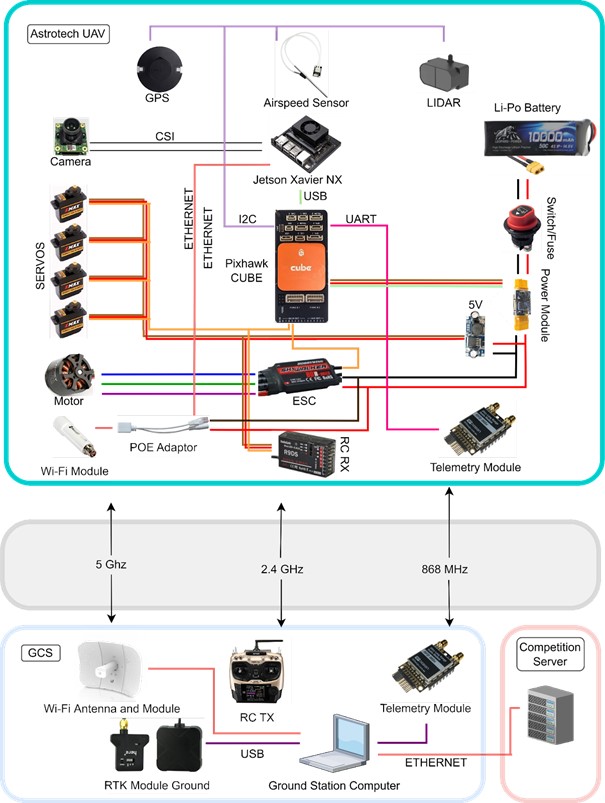 Astrotech UAV
GPS
Airspeed Sensor
LIDAR
Li-Po Battery
10000
CSI
Camera
Jetson Xavier NX
USB
ETHERNET
ETHERNET
I2C
UART
SERVOS
Pixhawk
CUBE
cube
Switch/Fuse
Power Module
5V
Motor
ESC
POE Adaptor
Wi-Fi Module
R9DS
RC RX
Telemetry Module
5 Ghz
2.4 GHz
868 MHz
GCS
Competition
Server
Wi-Fi Antenna and Module
RC TX
Telemetry Module
USB
ETHERNET
RTK Module Ground
Ground Station Computer